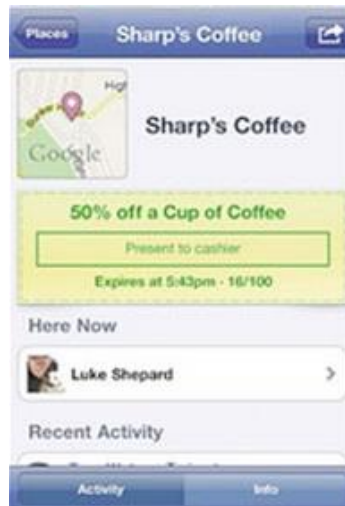 Places
Sharp's Coffee
High
Google
Sharp's Coffee
50% off a Cup of Coffee
Present to cashier
Expires at 5:43pm - 16/100
Here Now
Luke Shepard
Recent Activity
Activity
Info